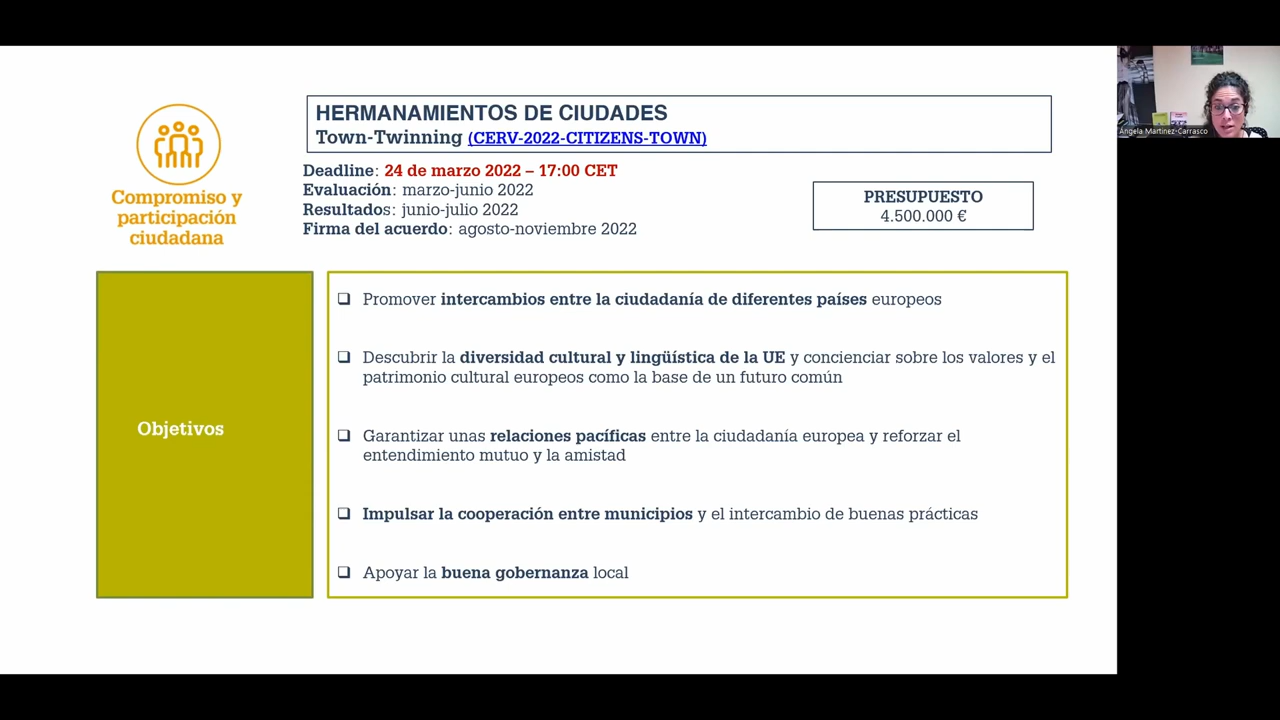 HERMANAMIENTOS DE CIUDADES
Town-Twinning (CERV-2022-CITIZENS-TOWN)
Compromiso y
participación
ciudadana
Deadline: 24 de marzo 2022 – 17:00 CET
Evaluación: marzo-junio 2022
Resultados: junio-julio 2022
Firma del acuerdo: agosto-noviembre 2022
PRESUPUESTO
4.500.000 €
Objetivos
Promover intercambios entre la ciudadanía de diferentes países europeos
Descubrir la diversidad cultural y lingüística de la UE y concienciar sobre los valores y el
patrimonio cultural europeos como la base de un futuro común
Garantizar unas relaciones pacíficas entre la ciudadanía europea y reforzar el
entendimiento mutuo y la amistad
Impulsar la cooperación entre municipios y el intercambio de buenas prácticas
Apoyar la buena gobernanza local
Ángela Martínez-Carrasco